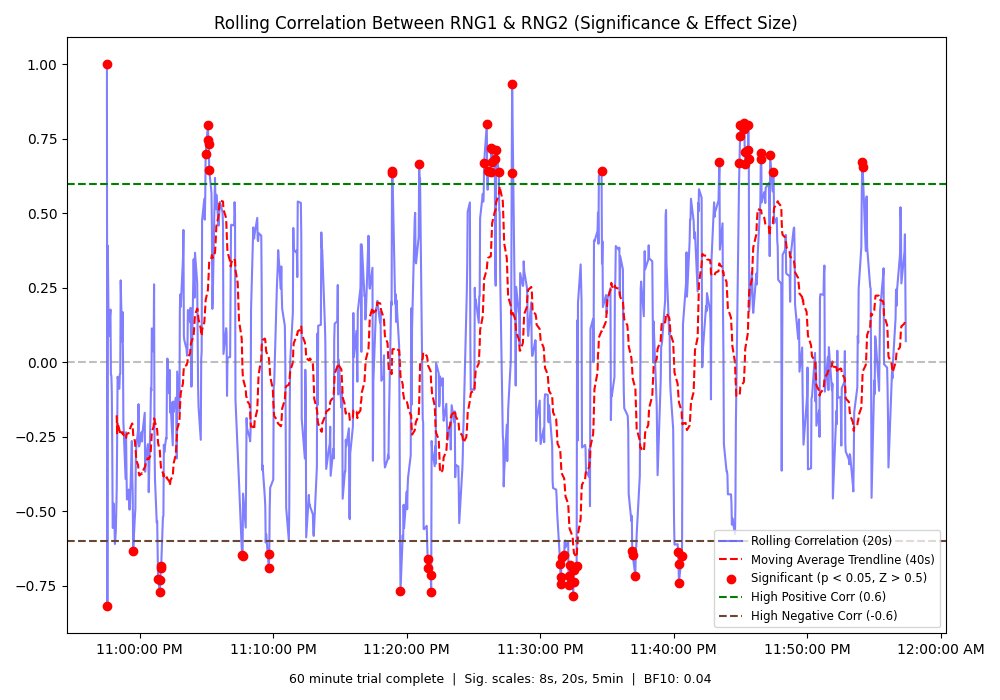 Rolling Correlation Between RNG1 & RNG2 (Significance & Effect Size)
1.00
0.75
0.50
0.25
0.00
−0.25
−0.50
−0.75
Rolling Correlation (20s)
Moving Average Trendline (40s)
Significant (p < 0.05, Z > 0.5)
High Positive Corr (0.6)
High Negative Corr (-0.6)
11:00:00 PM 11:10:00 PM 11:20:00 PM 11:30:00 PM 11:40:00 PM 11:50:00 PM 12:00:00 AM
60 minute trial complete | Sig. scales: 8s, 20s, 5min | BF10: 0.04